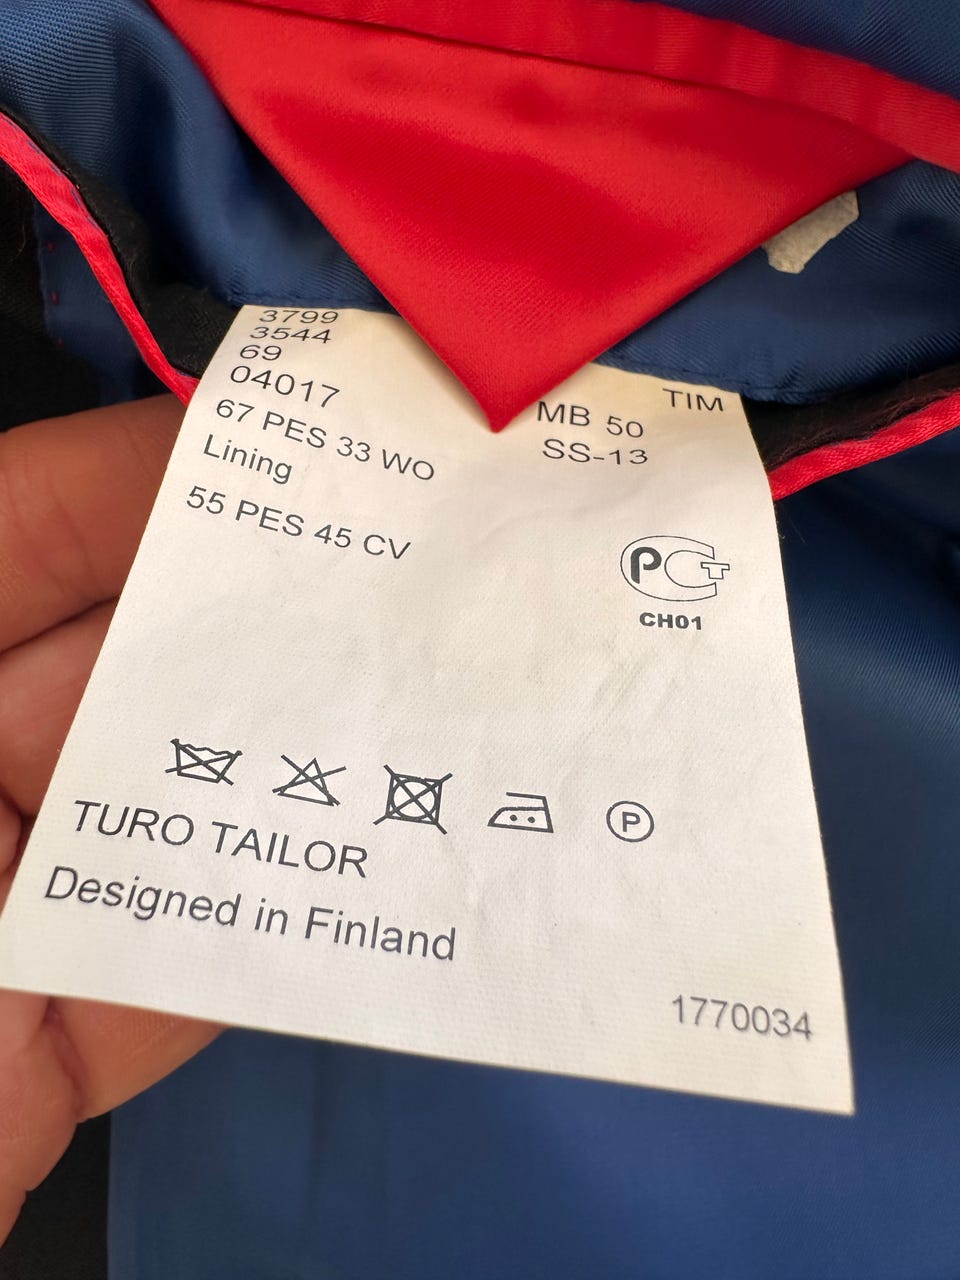 3799
3544
69
04017
TIM
MB 50
SS-13
67 PES 33 WO
Lining
55 PES 45 CV
PCT
CH01
P
TURO TAILOR
Designed in Finland
1770034